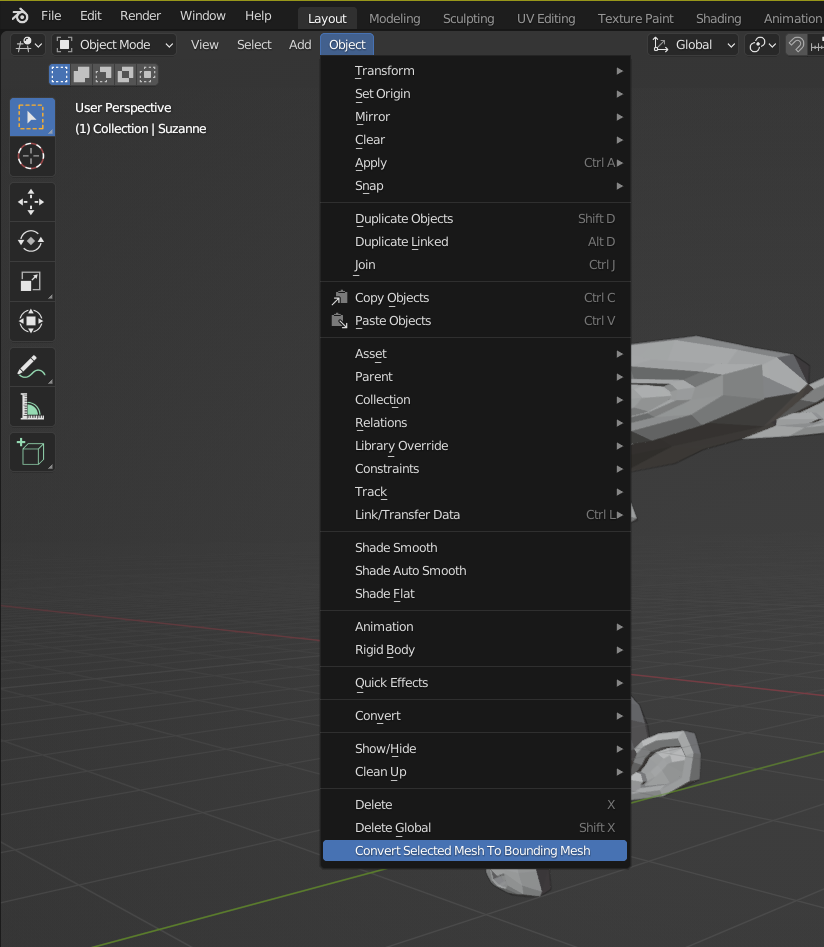 File Edit Render Window Help Layout Modeling Sculpting UV Editing Texture Paint Shading Animation
Object Mode View Select Add Object Global
User Perspective
(1) Collection | Suzanne
Transform
Set Origin
Mirror
Clear
Apply Ctrl A
Snap
Duplicate Objects Shift D
Duplicate Linked Alt D
Join Ctrl J
Copy Objects Ctrl C
Paste Objects Ctrl V
Asset
Parent
Collection
Relations
Library Override
Constraints
Track
Link/Transfer Data Ctrl L
Shade Smooth
Shade Auto Smooth
Shade Flat
Animation
Rigid Body
Quick Effects
Convert
Show/Hide
Clean Up
Delete X
Delete Global Shift X
Convert Selected Mesh To Bounding Mesh